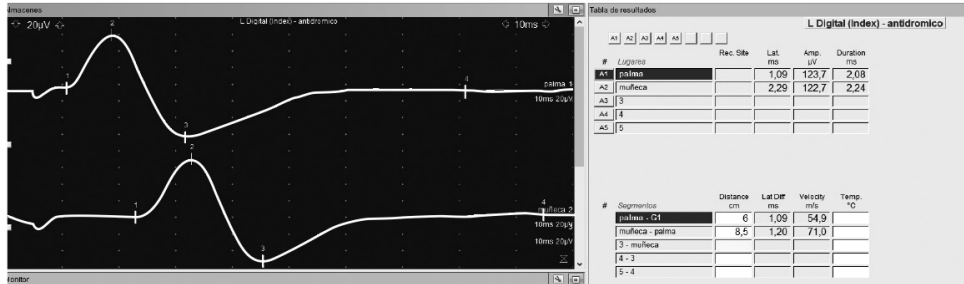 Almacenes
20µV
L Digital (Index) - antidromico
10ms
1
2
3
4
palma 1
10ms 20µV
1
2
3
4
muñeca 2
10ms 20µV
10ms 20µV
Monitor
Tabla de resultados
L Digital (Index) - antidromico
A1 A2 A3 A4 A5
# Lugares Rec. Site Lat. ms Amp. µV Duration ms
A1 palma 1,09 123,7 2,08
A2 muñeca 2,29 122,7 2,24
A3 3
A4 4
A5 5
# Segmentos Distance cm Lat Diff ms Velocity m/s Temp. °C
palma - G1 6 1,09 54,9
muñeca - palma 8,5 1,20 71,0
3 - muñeca
4 - 3
5 - 4